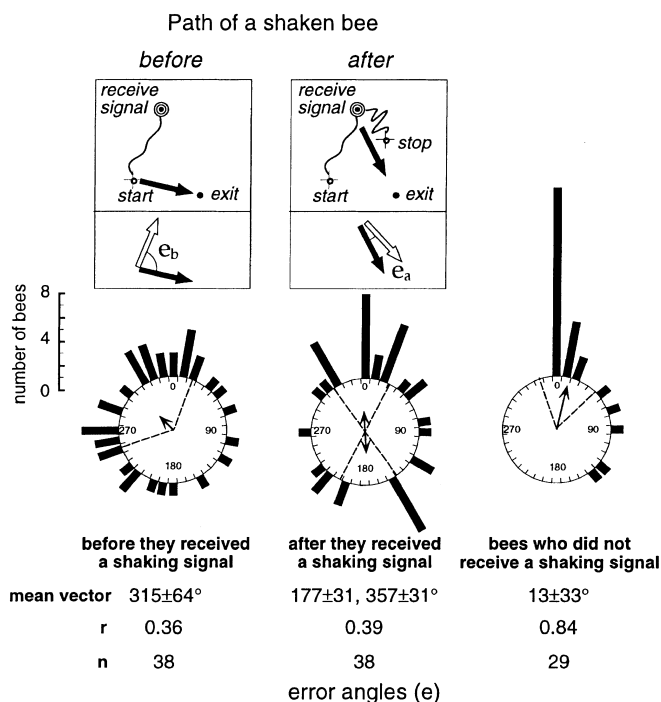 Path of a shaken bee
before
after
receive
signal
start
exit
receive
signal
stop
start
exit
e_b
e_a
number of bees
8
4
0
0
90
180
270
0
90
180
270
0
90
180
270
before they received
a shaking signal
after they received
a shaking signal
bees who did not
receive a shaking signal
mean vector 315±64° 177±31, 357±31° 13±33°
r 0.36 0.39 0.84
n 38 38 29
error angles (e)